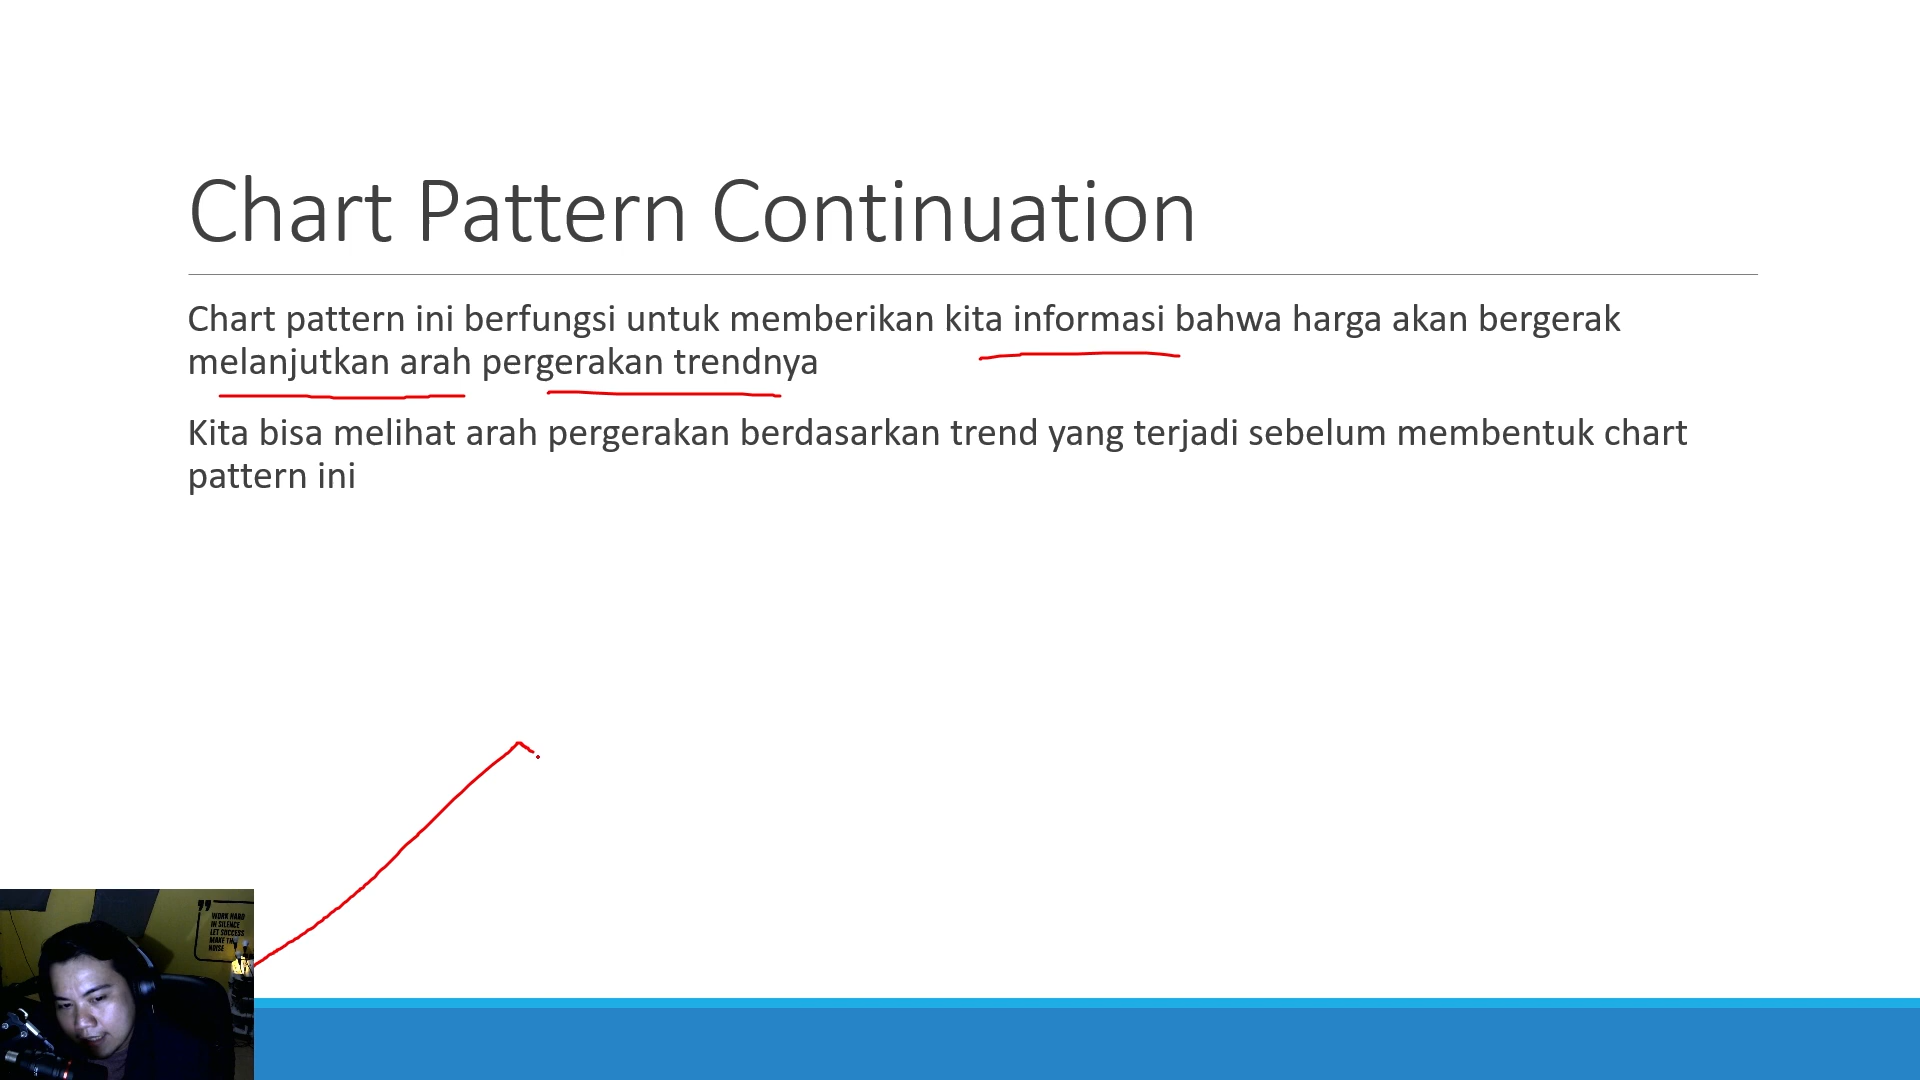 Chart Pattern Continuation
Chart pattern ini berfungsi untuk memberikan kita informasi bahwa harga akan bergerak
melanjutkan arah pergerakan trendnya
Kita bisa melihat arah pergerakan berdasarkan trend yang terjadi sebelum membentuk chart
pattern ini
WORK HARD
IN SILENCE
LET SUCCESS
MAKE THE
NOISE